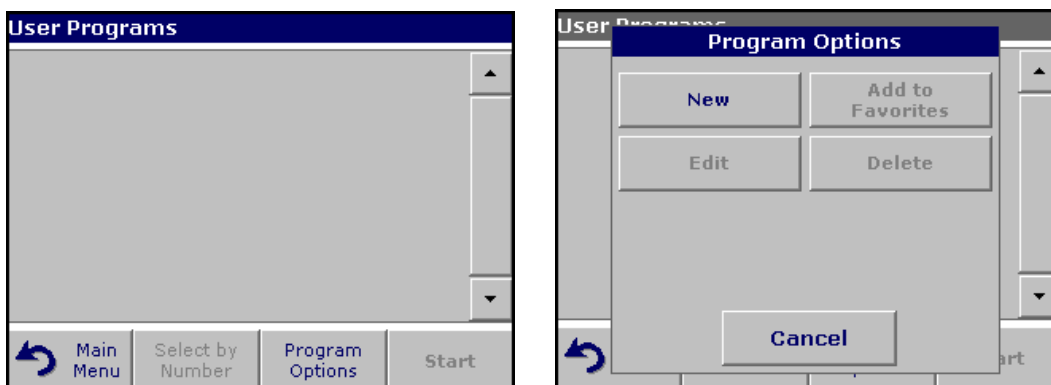 User Programs
Main
Menu
Select by
Number
Program
Options
Start
User Programs
Program Options
New
Add to
Favorites
Edit
Delete
Cancel
art